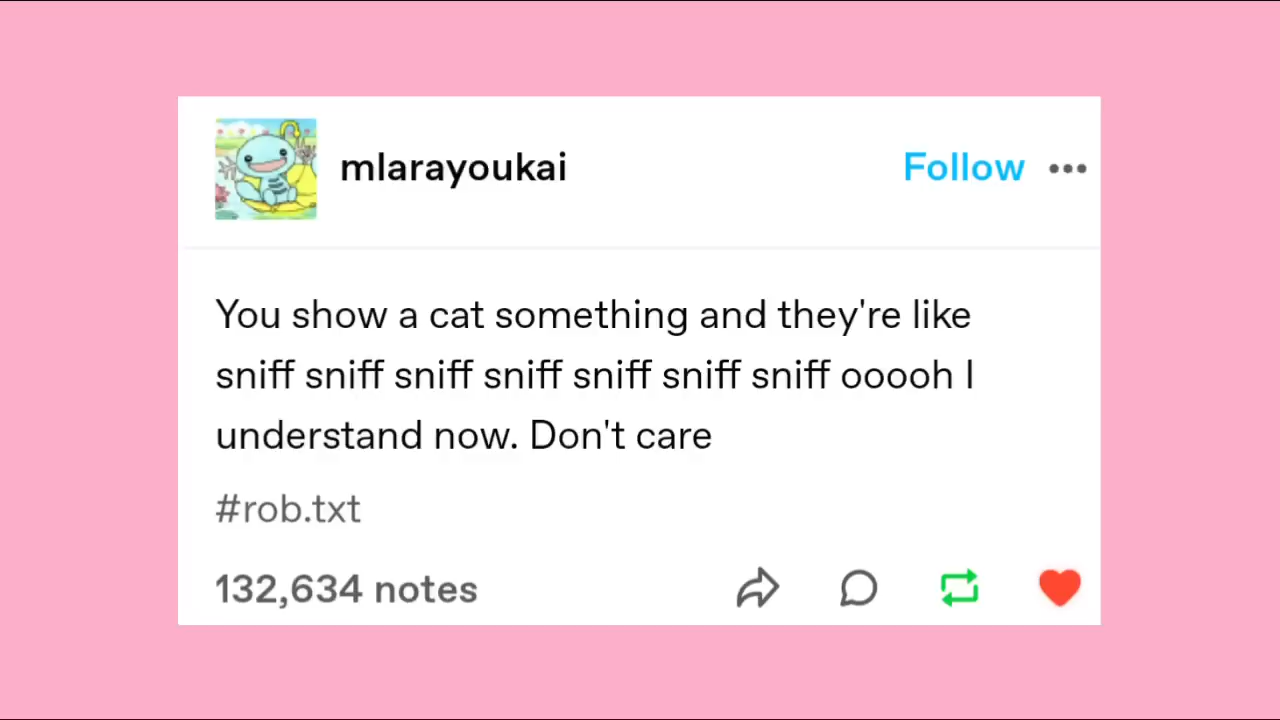 mlarayoukai
Follow
You show a cat something and they're like
sniff sniff sniff sniff sniff sniff sniff ooooh I
understand now. Don't care
#rob.txt
132,634 notes